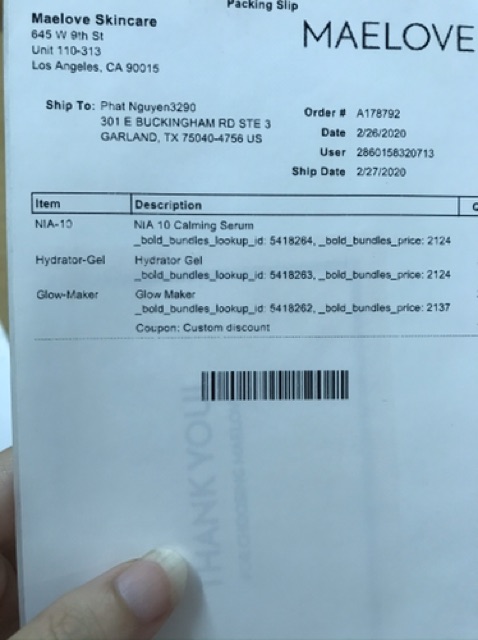 Packing Slip
Maelove Skincare
645 W 9th St
Unit 110-313
Los Angeles, CA 90015
MAELOVE
Ship To: Phat Nguyen3290
301 E BUCKINGHAM RD STE 3
GARLAND, TX 75040-4756 US
Order # A178792
Date 2/26/2020
User 2860158320713
Ship Date 2/27/2020
Item Description
NIA-10 NIA 10 Calming Serum
_bold_bundles_lookup_id: 5418264, _bold_bundles_price: 2124
Hydrator-Gel Hydrator Gel
_bold_bundles_lookup_id: 5418263, _bold_bundles_price: 2124
Glow-Maker Glow Maker
_bold_bundles_lookup_id: 5418262, _bold_bundles_price: 2137
Coupon: Custom discount
THANK YOU!